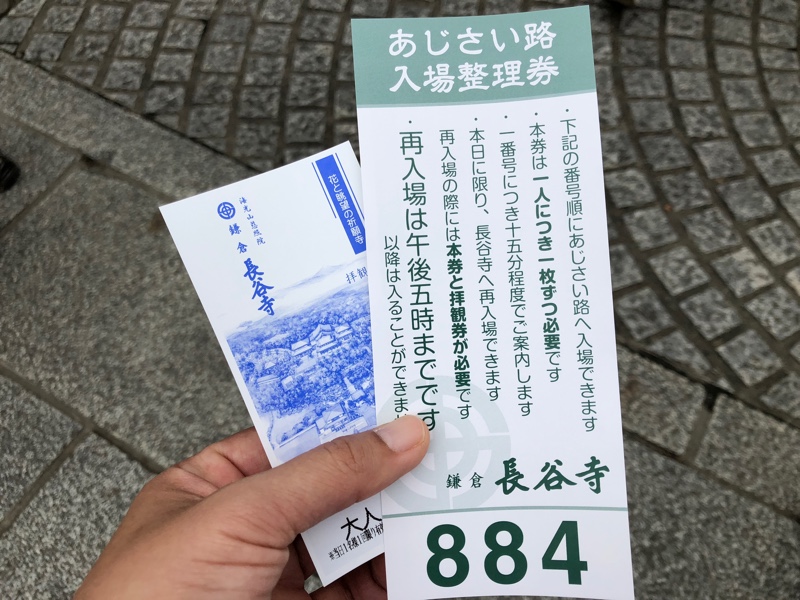 あじさい路
入場整理券
・下記の番号順にあじさい路へ入場できます
・本券は一人につき一枚ずつ必要です
・一番号につき十五分程度でご案内します
・本日に限り、長谷寺へ再入場できます
再入場の際には本券と拝観券が必要です
・再入場は午後五時までです
以降は入ることができま
鎌倉 長谷寺
884
花と眺望の祈願寺
海光山慈照院
鎌倉 長谷寺
拝観
大人